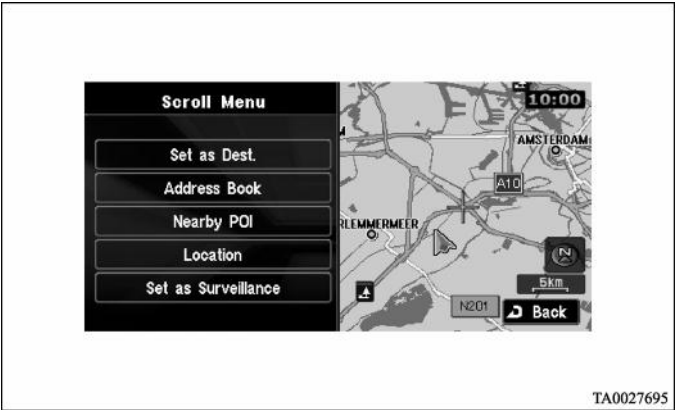 Scroll Menu
Set as Dest.
Address Book
Nearby POI
Location
Set as Surveillance
10:00
AMSTERDAM
A10
RLEMMERMEER
Z
5km
N201
Back
TA0027695